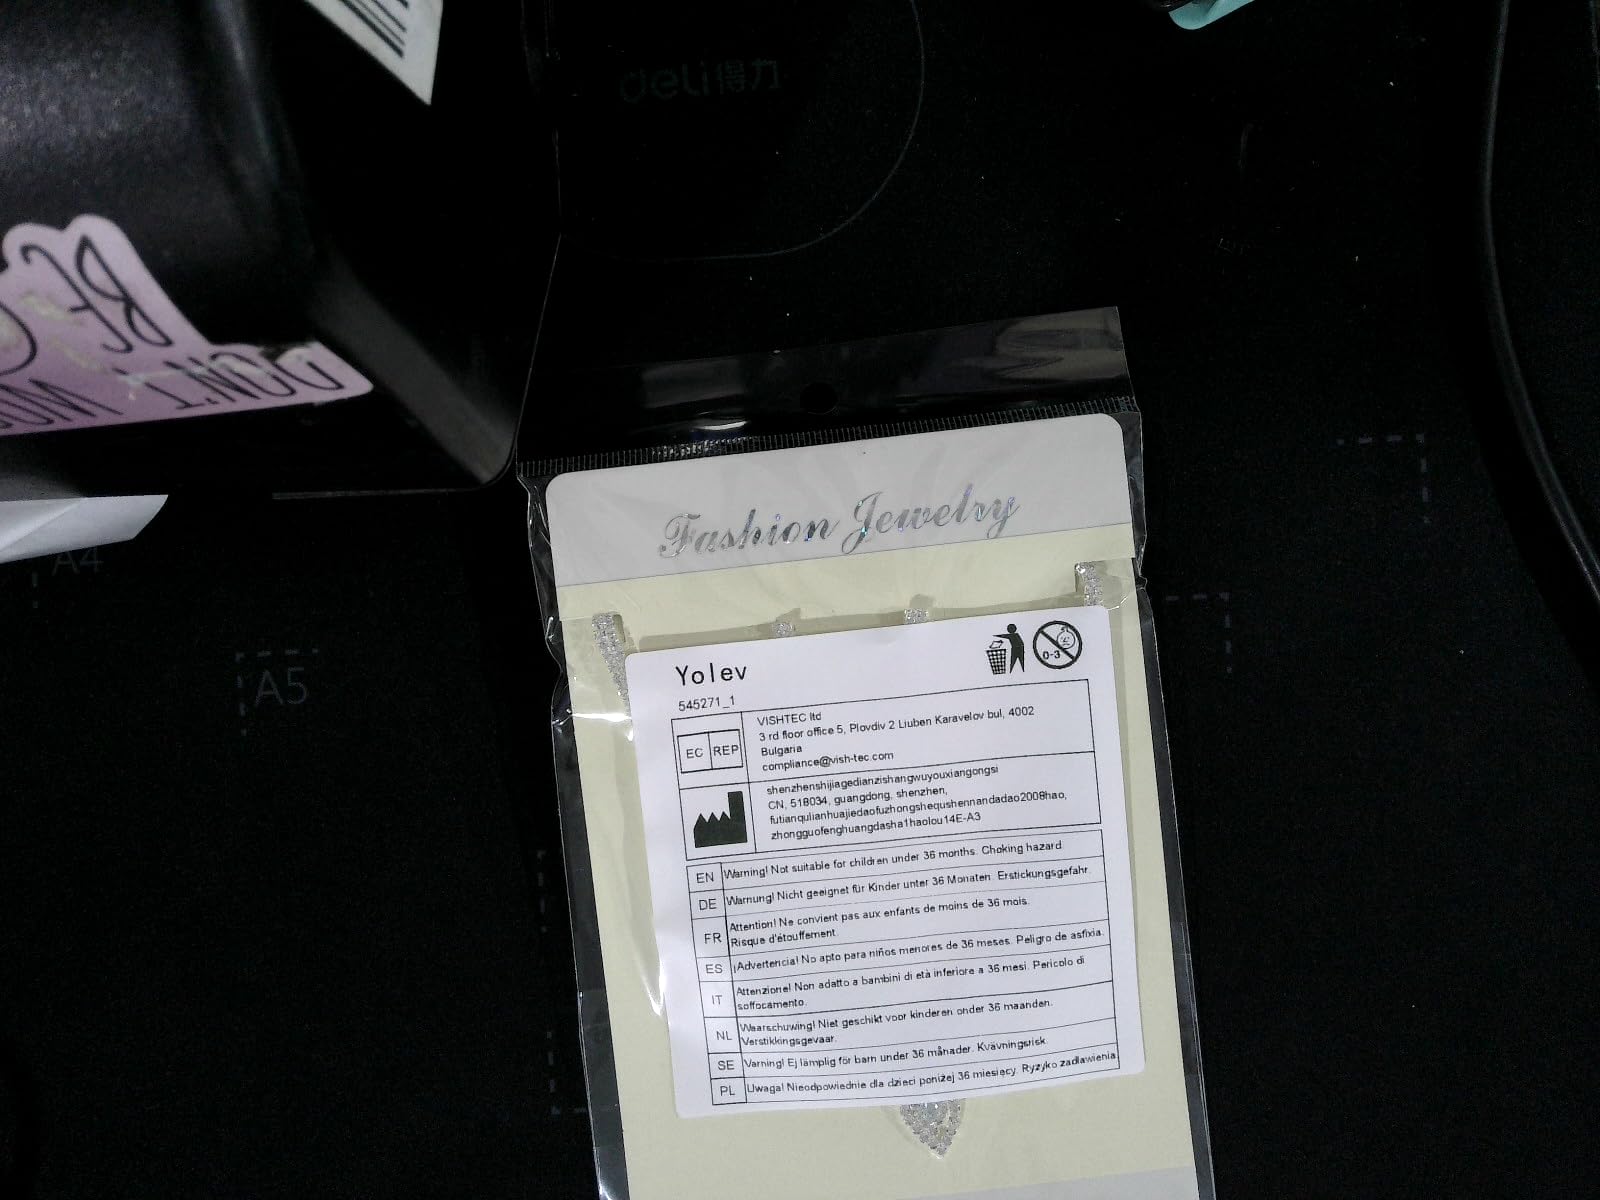 deli得力
DON'T
BE
A4
A5
Fashion Jewelry
Yolev
0-3
545271_1
EC REP
VISHTEC ltd
3 rd floor office 5, Plovdiv 2 Liuben Karavelov bul, 4002
Bulgaria
compliance@vish-tec.com
shenzhenshijiagedianzishangwuyouxiangongsi
CN, 518034, guangdong, shenzhen,
futianqulianhuajiedaofuzhongshequshennandadao2008hao,
zhongguofenghuangdasha1haolou14E-A3
EN Warning! Not suitable for children under 36 months. Choking hazard
DE Warnung! Nicht geeignet für Kinder unter 36 Monaten. Erstickungsgefahr.
FR Attention! Ne convient pas aux enfants de moins de 36 mois.
Risque d'étouffement.
ES ¡Advertencia! No apto para niños menores de 36 meses. Peligro de asfixia.
IT Attenzione! Non adatto a bambini di età inferiore a 36 mesi. Pericolo di
soffocamento.
NL Waarschuwing! Niet geschikt voor kinderen onder 36 maanden.
Verstikkingsgevaar.
SE Varning! Ej lämplig för barn under 36 månader. Kvävningsrisk.
PL Uwaga! Nieodpowiednie dla dzieci poniżej 36 miesięcy. Ryzyko zadławienia